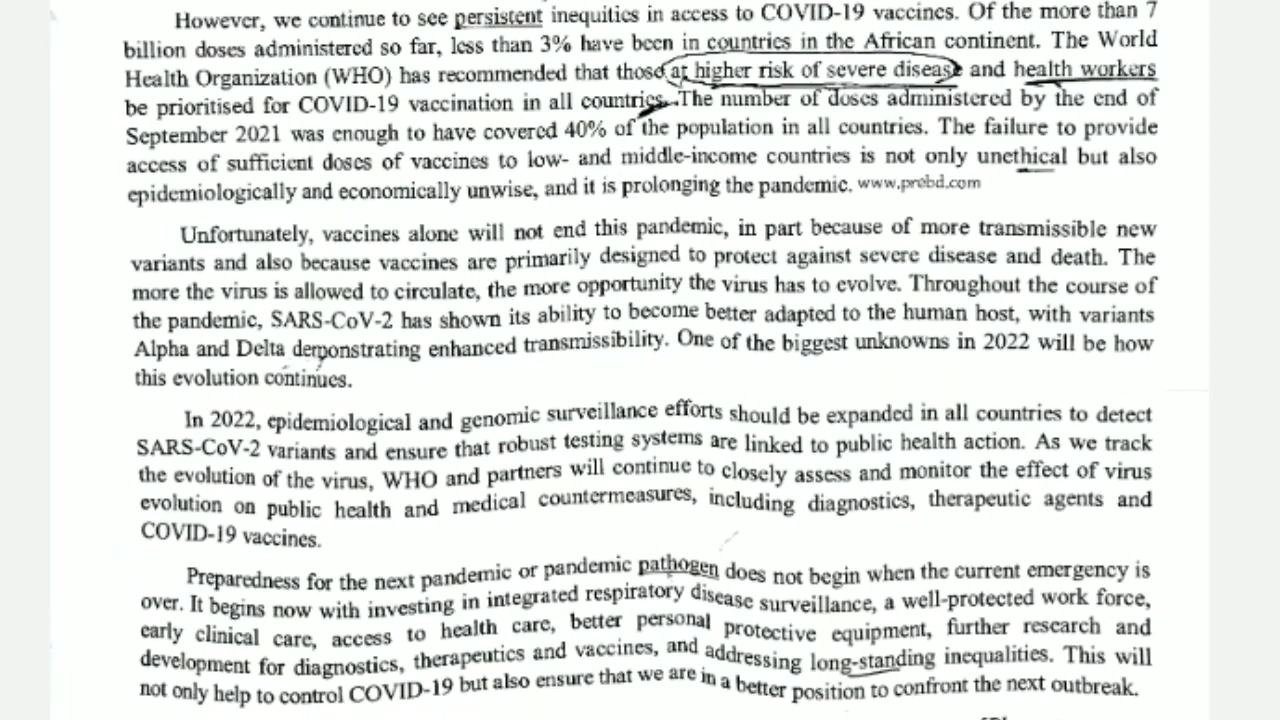 However, we continue to see persistent inequities in access to COVID-19 vaccines. Of the more than 7
billion doses administered so far, less than 3% have been in countries in the African continent. The World
Health Organization (WHO) has recommended that those at higher risk of severe disease and health workers
be prioritised for COVID-19 vaccination in all countries. The number of doses administered by the end of
September 2021 was enough to have covered 40% of the population in all countries. The failure to provide
access of sufficient doses of vaccines to low- and middle-income countries is not only unethical but also
epidemiologically and economically unwise, and it is prolonging the pandemic. www.prebd.com
Unfortunately, vaccines alone will not end this pandemic, in part because of more transmissible new
variants and also because vaccines are primarily designed to protect against severe disease and death. The
more the virus is allowed to circulate, the more opportunity the virus has to evolve. Throughout the course of
the pandemic, SARS-CoV-2 has shown its ability to become better adapted to the human host, with variants
Alpha and Delta demonstrating enhanced transmissibility. One of the biggest unknowns in 2022 will be how
this evolution continues.
In 2022, epidemiological and genomic surveillance efforts should be expanded in all countries to detect
SARS-CoV-2 variants and ensure that robust testing systems are linked to public health action. As we track
the evolution of the virus, WHO and partners will continue to closely assess and monitor the effect of virus
evolution on public health and medical countermeasures, including diagnostics, therapeutic agents and
COVID-19 vaccines.
Preparedness for the next pandemic or pandemic pathogen does not begin when the current emergency is
over. It begins now with investing in integrated respiratory disease surveillance, a well-protected work force,
early clinical care, access to health care, better personal protective equipment, further research and
development for diagnostics, therapeutics and vaccines, and addressing long-standing inequalities. This will
not only help to control COVID-19 but also ensure that we are in a better position to confront the next outbreak.